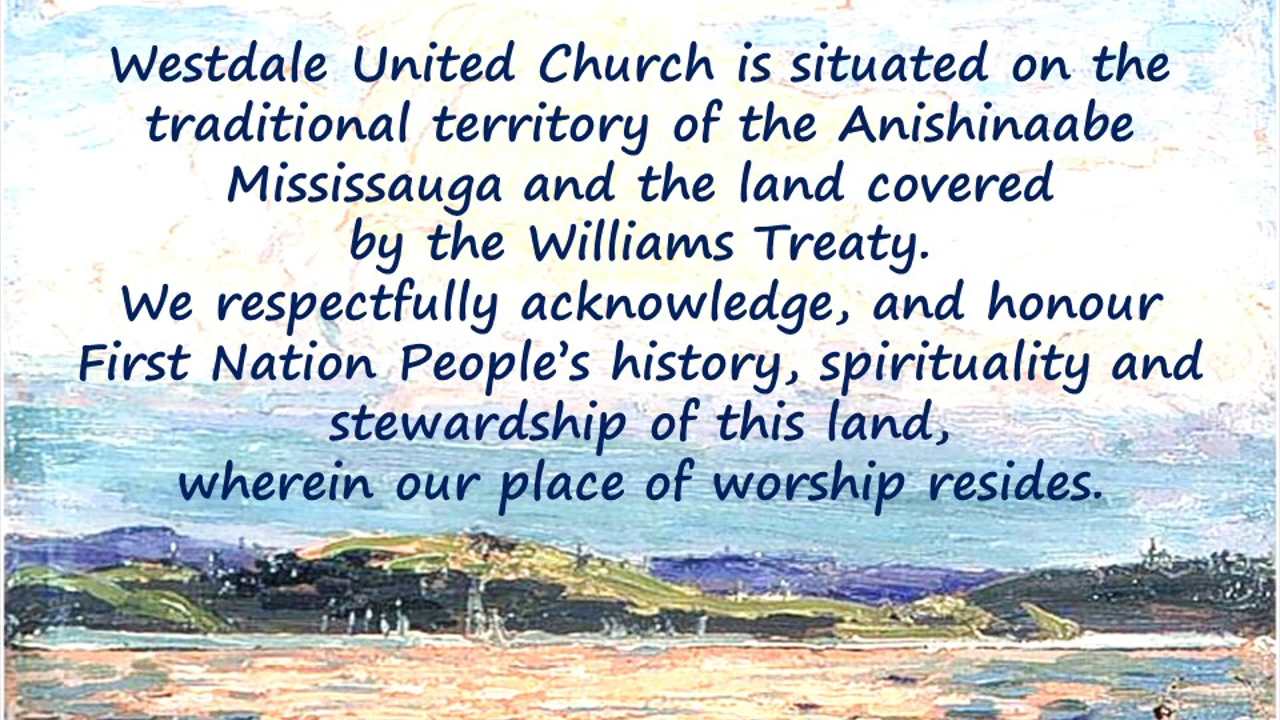 Westdale United Church is situated on the
traditional territory of the Anishinaabe
Mississauga and the land covered
by the Williams Treaty.
We respectfully acknowledge, and honour
First Nation People’s history, spirituality and
stewardship of this land,
wherein our place of worship resides.